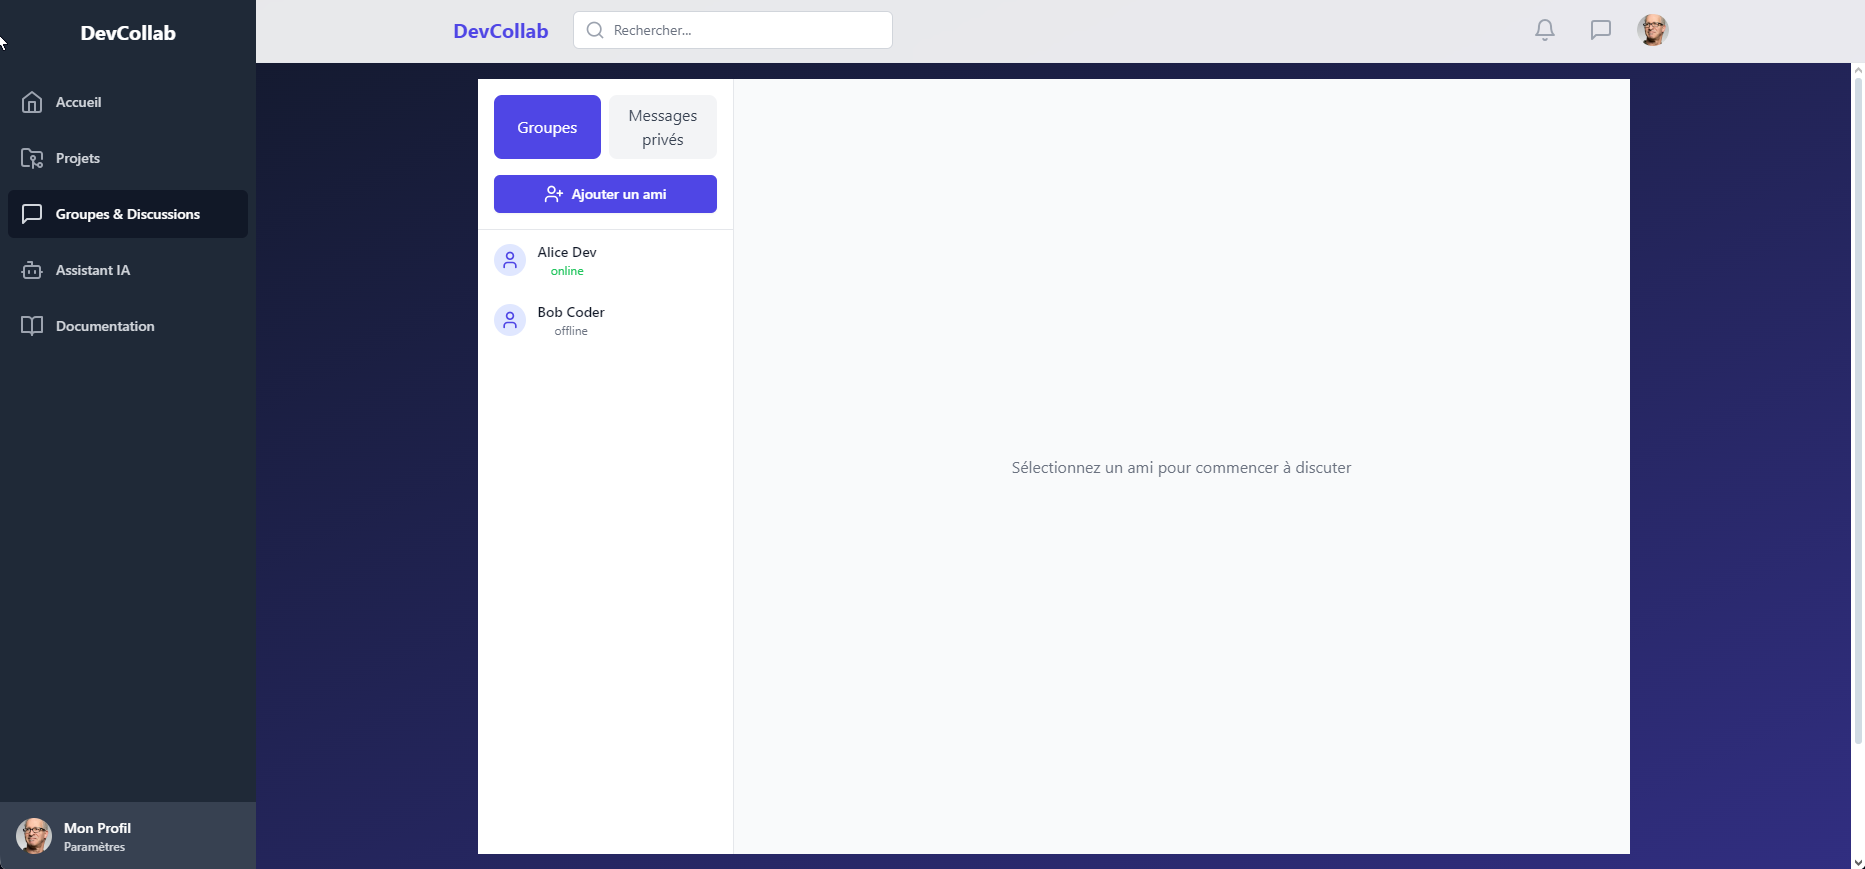 DevCollab
Accueil
Projets
Groupes & Discussions
Assistant IA
Documentation
Mon Profil
Paramètres
DevCollab
Rechercher...
Groupes
Messages
privés
Ajouter un ami
Alice Dev
online
Bob Coder
offline
Sélectionnez un ami pour commencer à discuter